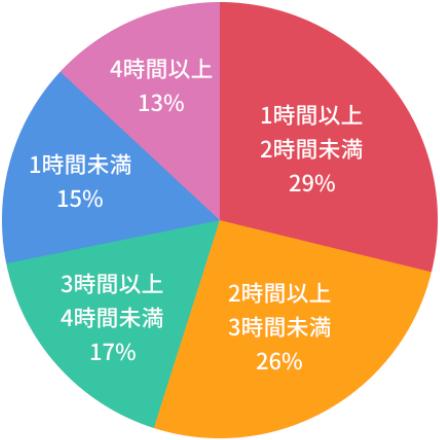 1時間以上
2時間未満
29%
2時間以上
3時間未満
26%
3時間以上
4時間未満
17%
1時間未満
15%
4時間以上
13%